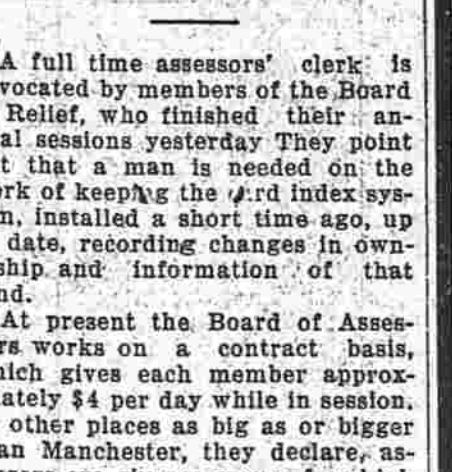 A full time assessors' clerk is
vocated by members of the Board
Relief, who finished their an-
al sessions yesterday They point
t that a man is needed on the
rk of keeping the card index sys-
m, installed a short time ago, up
date, recording changes in own-
ship and information of that
nd.
At present the Board of Asses-
rs works on a contract basis,
hich gives each member approx-
ately $4 per day while in session.
other places as big as or bigger
an Manchester, they declare, as-